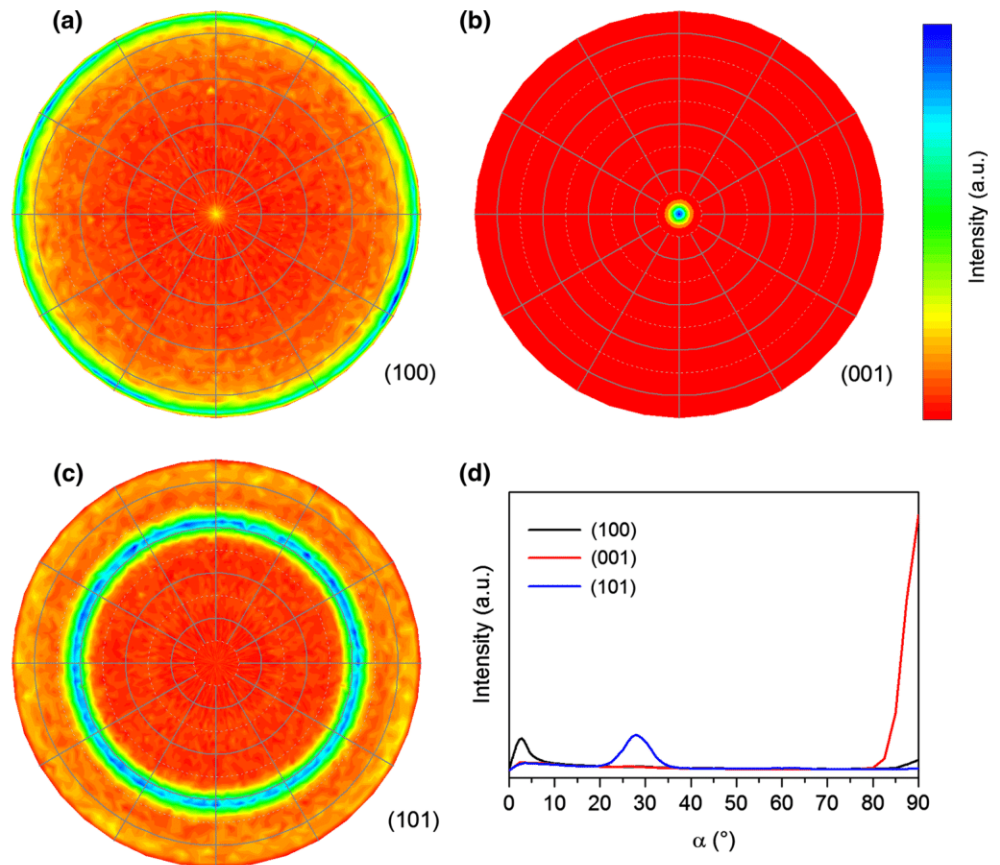 (a)
(100)
(b)
(001)
Intensity (a.u.)
(c)
(101)
(d)
(100)
(001)
(101)
Intensity (a.u.)
0 10 20 30 40 50 60 70 80 90
α (°)